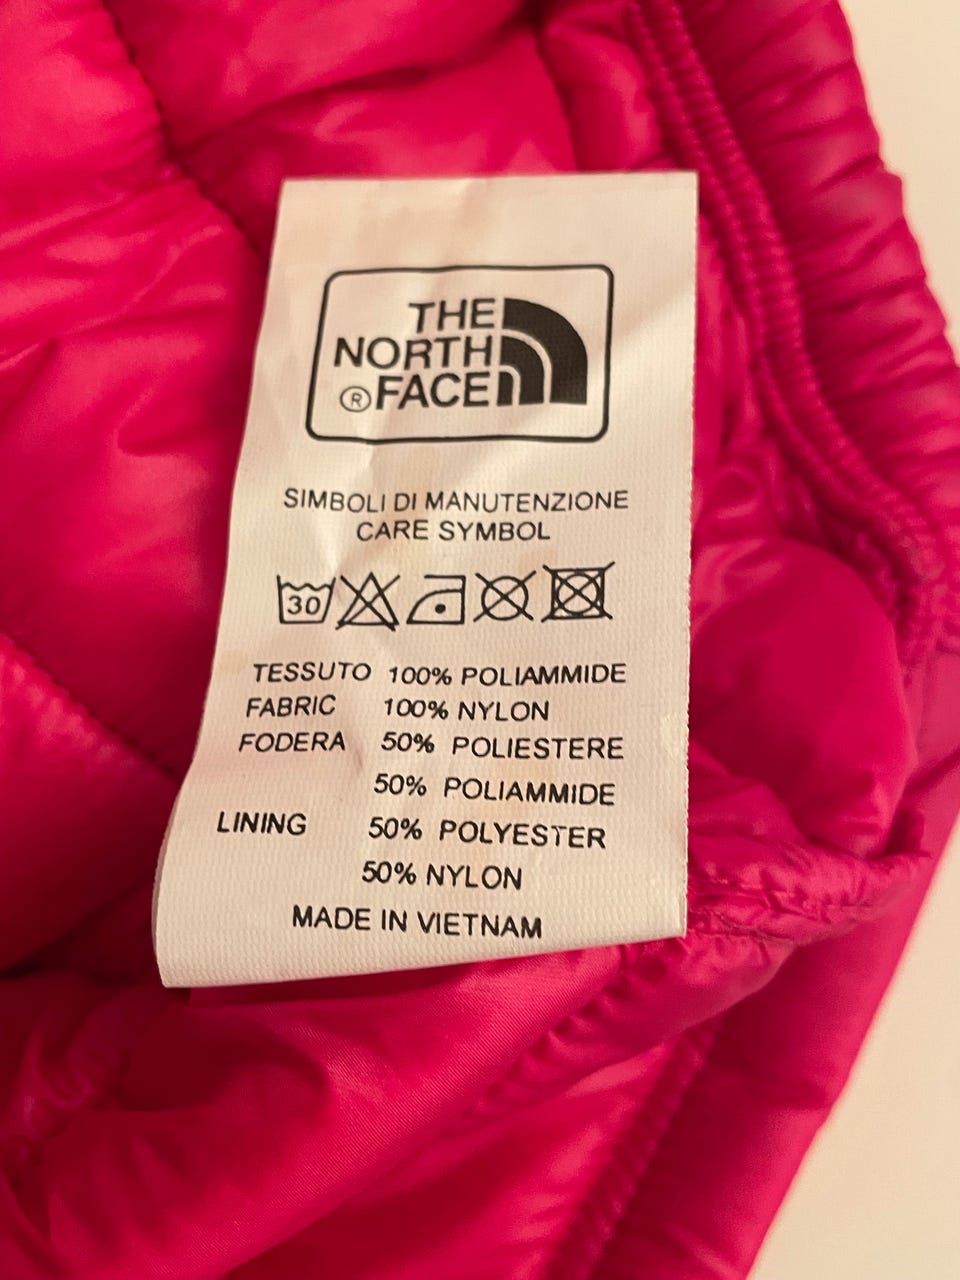 THE
NORTH
® FACE
SIMBOLI DI MANUTENZIONE
CARE SYMBOL
30
TESSUTO 100% POLIAMMIDE
FABRIC 100% NYLON
FODERA 50% POLIESTERE
50% POLIAMMIDE
LINING 50% POLYESTER
50% NYLON
MADE IN VIETNAM